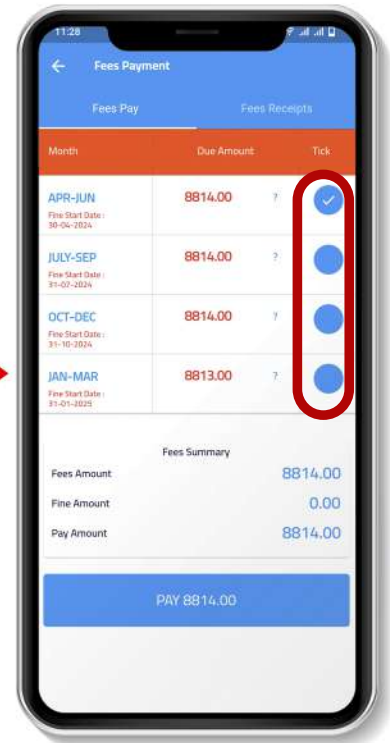 11:28
Fees Payment
Fees Pay Fees Receipts
Month Due Amount Tick
APR-JUN 8814.00 ?
Fine Start Date :
30-04-2024
JULY-SEP 8814.00 ?
Fine Start Date :
31-07-2024
OCT-DEC 8814.00 ?
Fine Start Date :
31-10-2024
JAN-MAR 8813.00 ?
Fine Start Date :
31-01-2025
Fees Summary
Fees Amount 8814.00
Fine Amount 0.00
Pay Amount 8814.00
PAY 8814.00